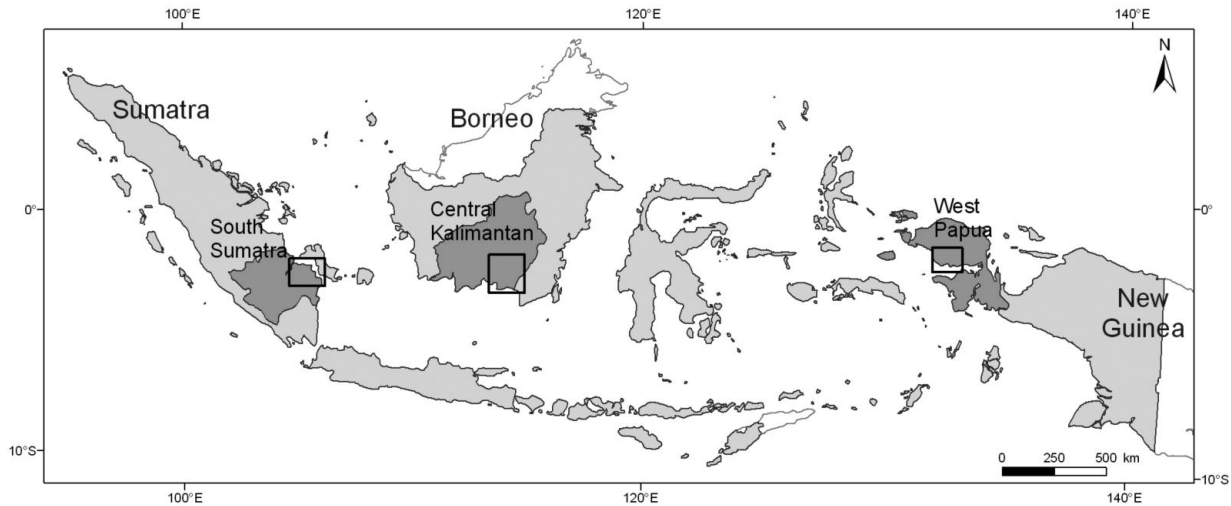 100°E 120°E 140°E
N
Sumatra
Borneo
0° 0°
South
Sumatra
Central
Kalimantan
West
Papua
New
Guinea
10°S
0 250 500 km
10°S
100°E 120°E 140°E